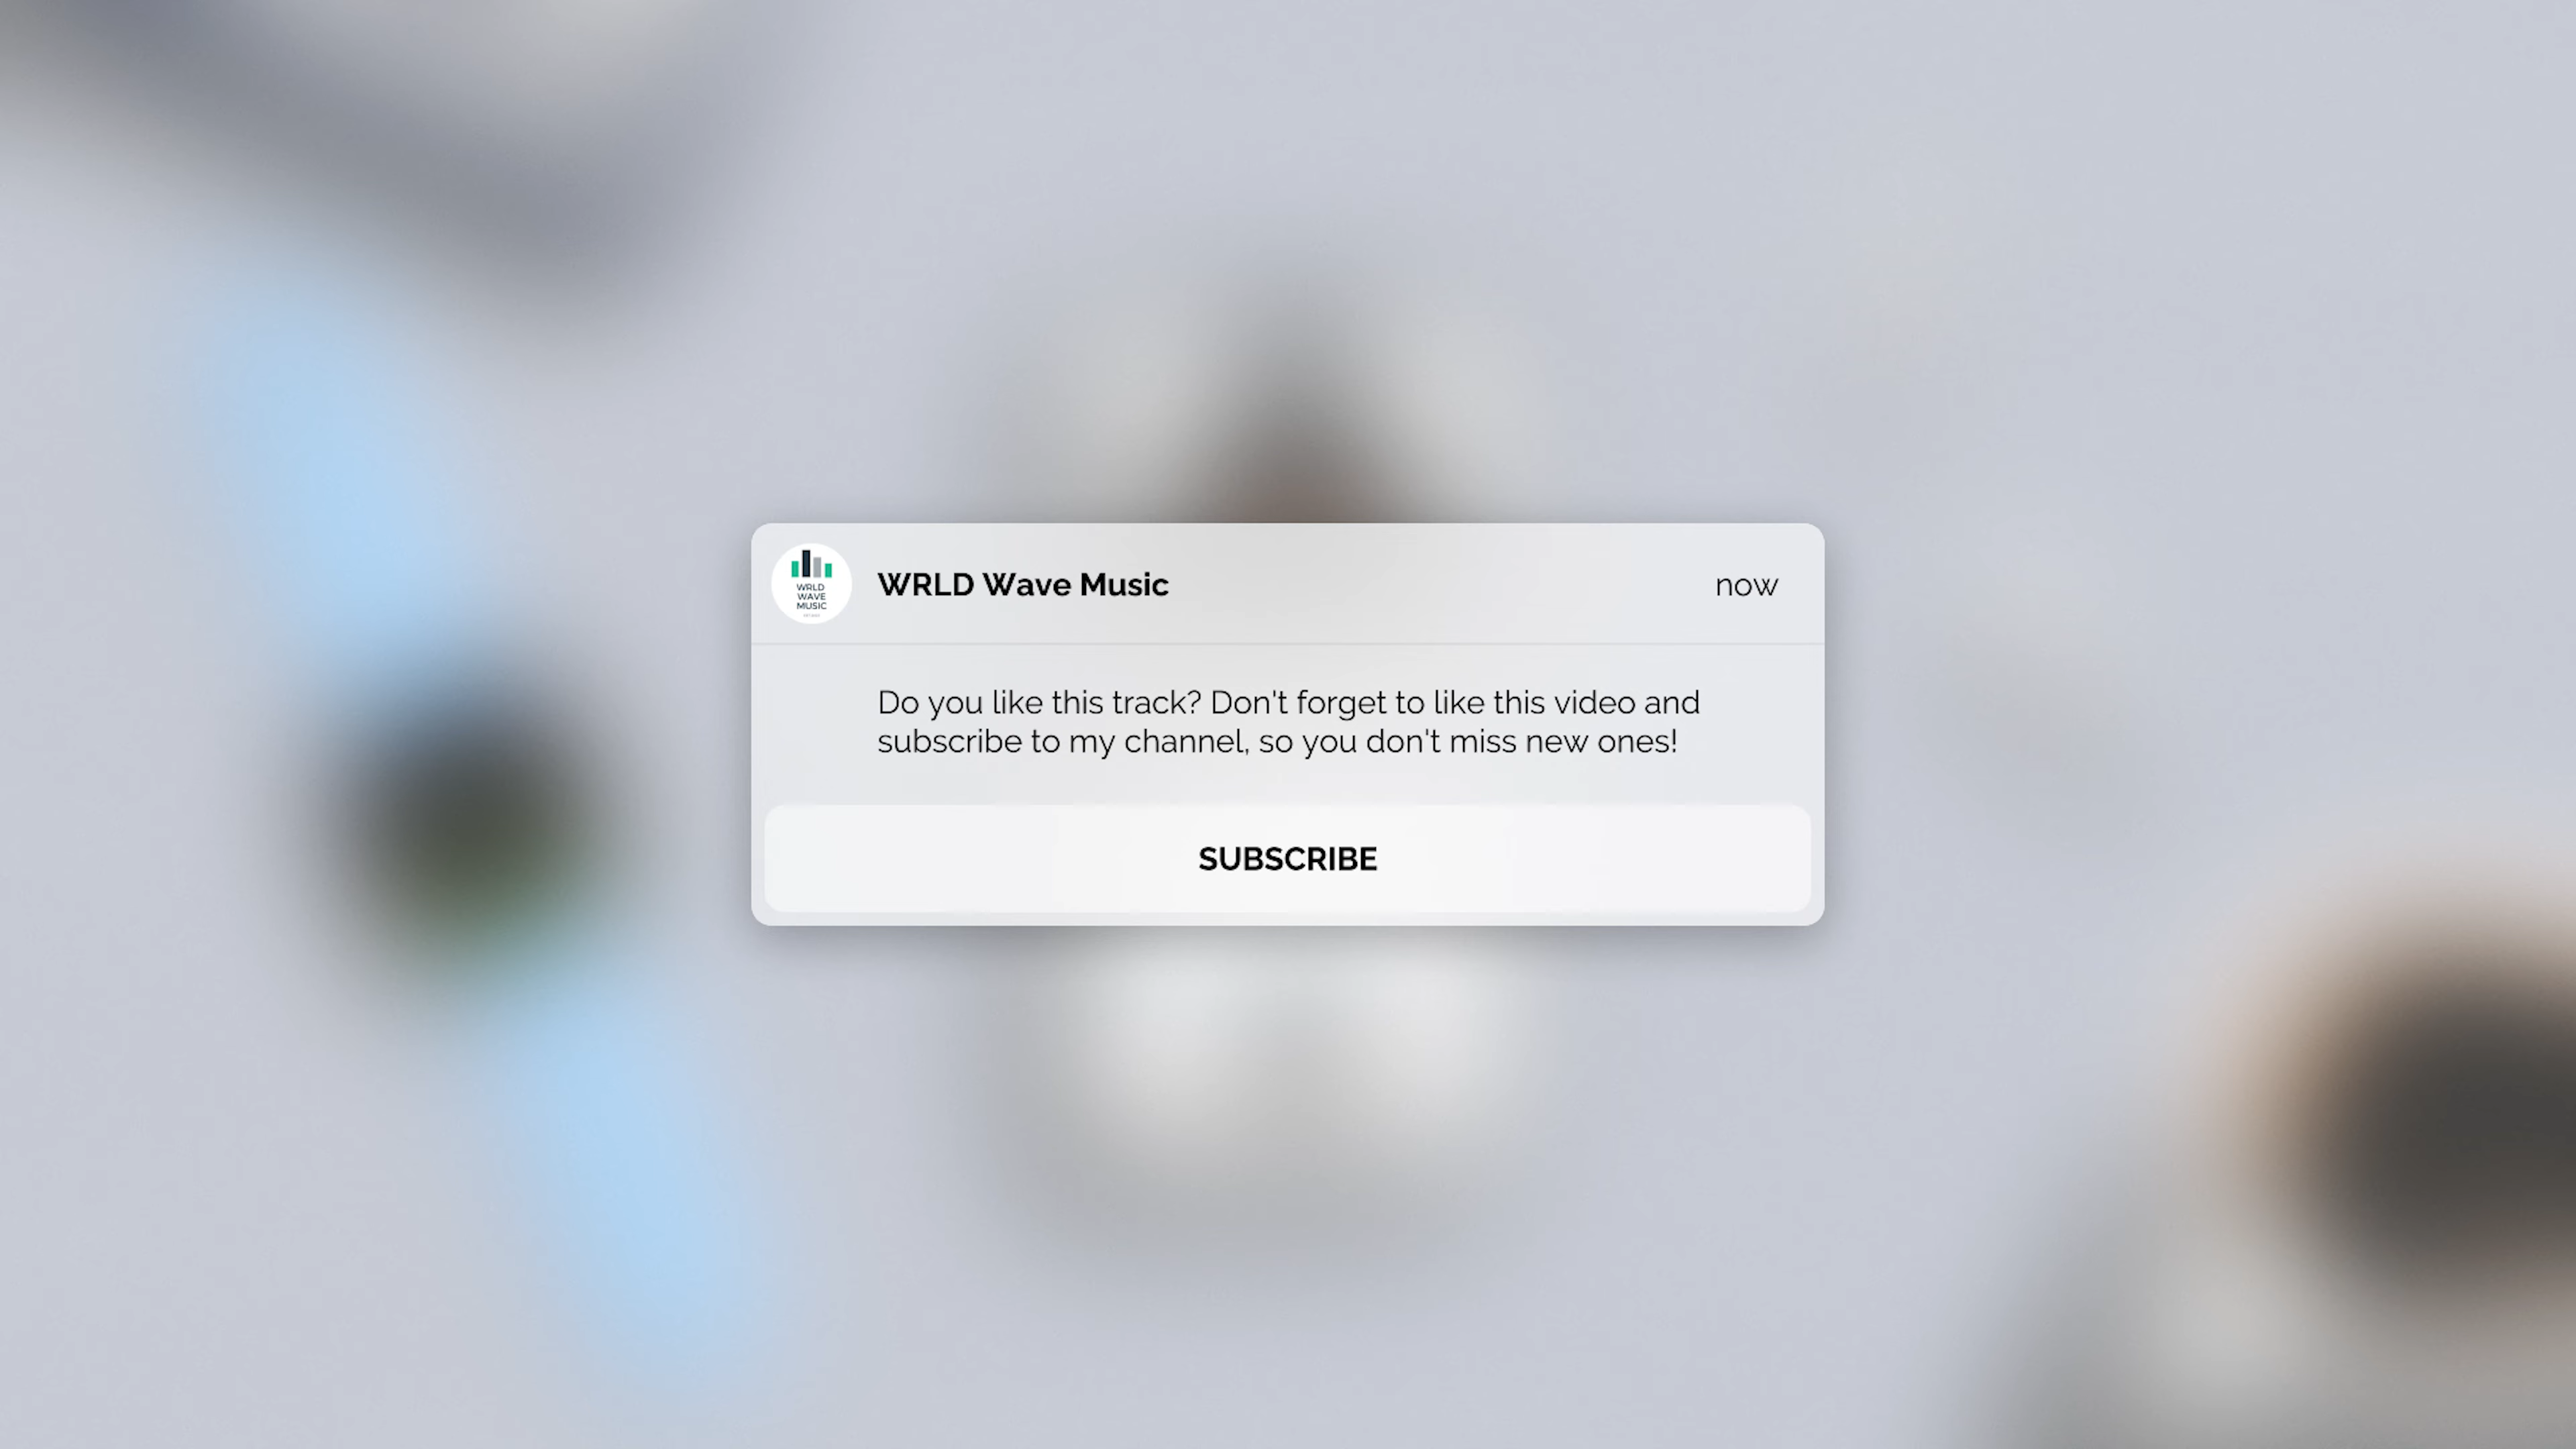 WRLD
WAVE
MUSIC
WRLD Wave Music
now
Do you like this track? Don't forget to like this video and
subscribe to my channel, so you don't miss new ones!
SUBSCRIBE